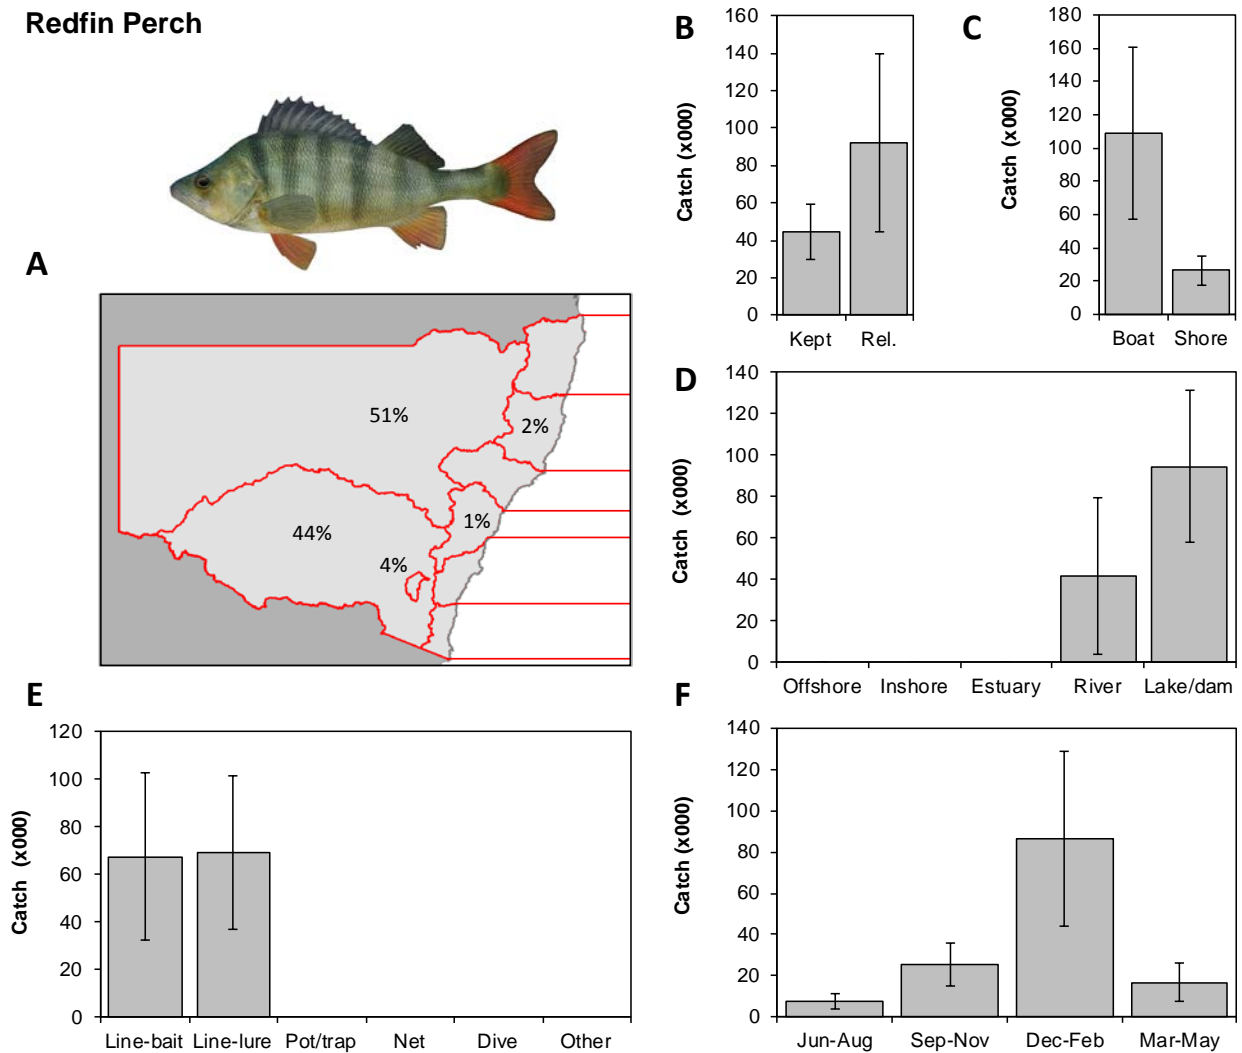 Redfin Perch
A
51%
2%
44%
1%
4%
B
Catch (x000)
160
140
120
100
80
60
40
20
0
Kept Rel.
C
Catch (x000)
180
160
140
120
100
80
60
40
20
0
Boat Shore
D
Catch (x000)
140
120
100
80
60
40
20
0
Offshore Inshore Estuary River Lake/dam
E
Catch (x000)
120
100
80
60
40
20
0
Line-bait Line-lure Pot/trap Net Dive Other
F
Catch (x000)
140
120
100
80
60
40
20
0
Jun-Aug Sep-Nov Dec-Feb Mar-May